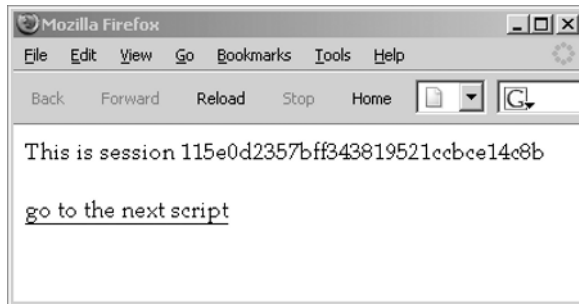 Mozilla Firefox
File Edit View Go Bookmarks Tools Help
Back Forward Reload Stop Home G
This is session 115e0d2357bff343819521ccbce14c8b
go to the next script